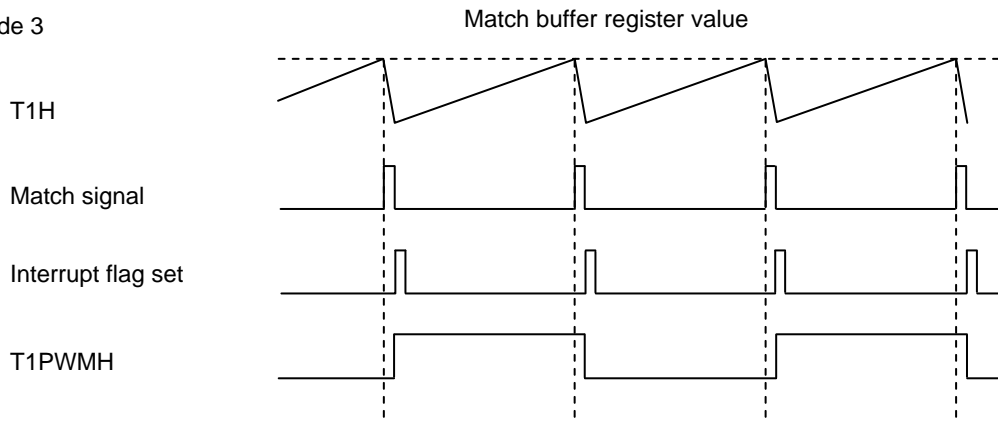 de 3
Match buffer register value
T1H
Match signal
Interrupt flag set
T1PWMH